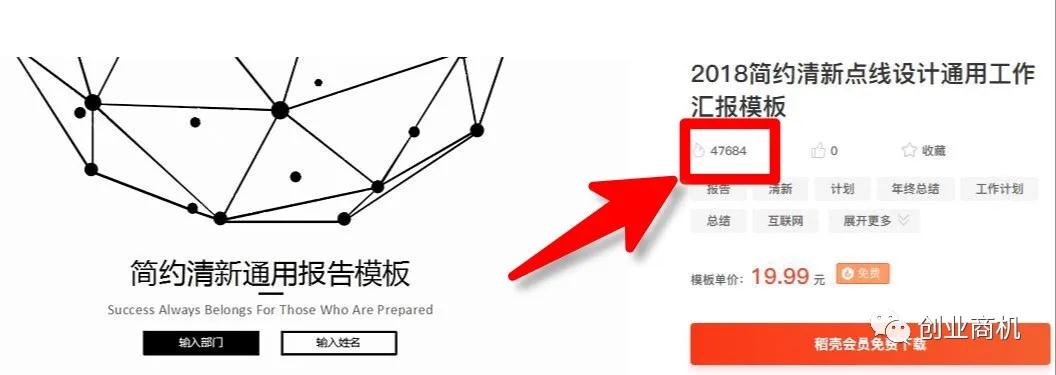 2018简约清新点线设计通用工作
汇报模板
47684
0
收藏
报告
清新
计划
年终总结
工作计划
总结
互联网
展开更多
模板单价：19.99 元
免费
稻壳会员免费下载
创业商机
简约清新通用报告模板
Success Always Belongs For Those Who Are Prepared
输入部门
输入姓名